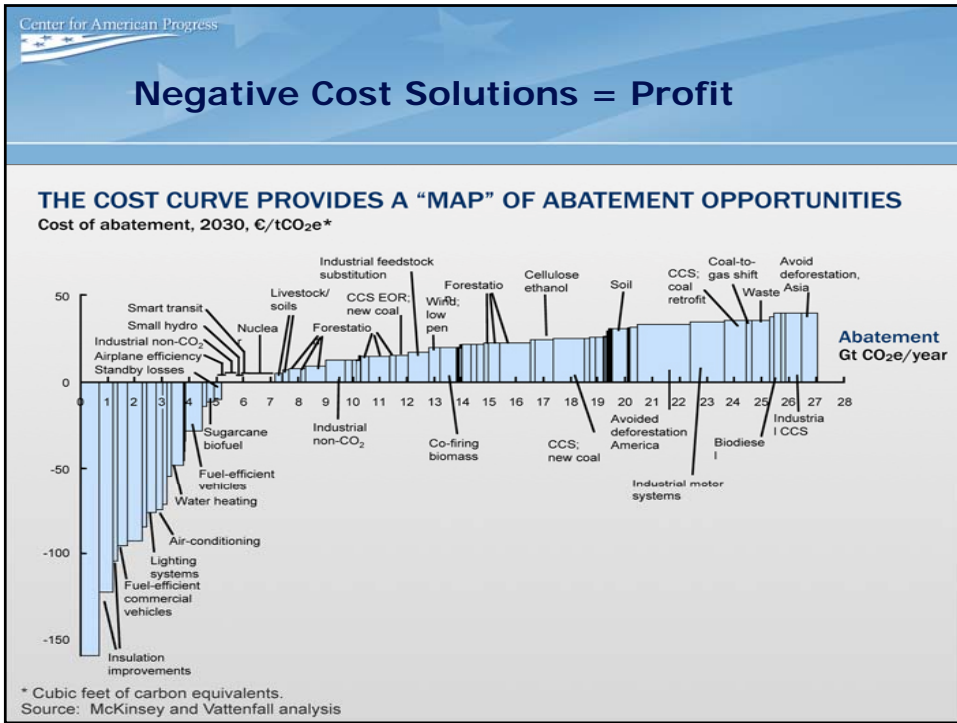 Center for American Progress
Negative Cost Solutions = Profit
THE COST CURVE PROVIDES A “MAP” OF ABATEMENT OPPORTUNITIES
Cost of abatement, 2030, €/tCO₂e*
Industrial feedstock
substitution
Smart transit
Small hydro
Industrial non-CO₂
Airplane efficiency
Standby losses
Nuclea
r
Livestock/
soils
Forestatio
CCS EOR;
new coal
Wind;
low
pen
Forestatio
n
Cellulose
ethanol
Soil
CCS;
coal
retrofit
Coal-to-
gas shift
Waste
Avoid
deforestation,
Asia
Abatement
Gt CO₂e/year
50
0
-50
-100
-150
0 1 2 3 4 5 6 7 8 9 10 11 12 13 14 15 16 17 18 19 20 21 22 23 24 25 26 27 28
Sugarcane
biofuel
Fuel-efficient
vehicles
Water heating
Air-conditioning
Lighting
systems
Fuel-efficient
commercial
vehicles
Insulation
improvements
Industrial
non-CO₂
Co-firing
biomass
CCS;
new coal
Avoided
deforestation
America
Industrial motor
systems
Biodiese
l
Industria
l CCS
* Cubic feet of carbon equivalents.
Source: McKinsey and Vattenfall analysis